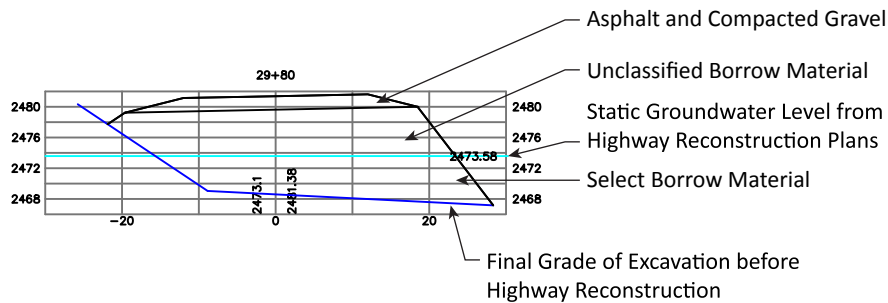 Asphalt and Compacted Gravel
29+80
Unclassified Borrow Material
2480
2480
Static Groundwater Level from
Highway Reconstruction Plans
2476
2476
2473.58
2472
2472
Select Borrow Material
2473.1
2481.38
2468
2468
−20
0
20
Final Grade of Excavation before
Highway Reconstruction